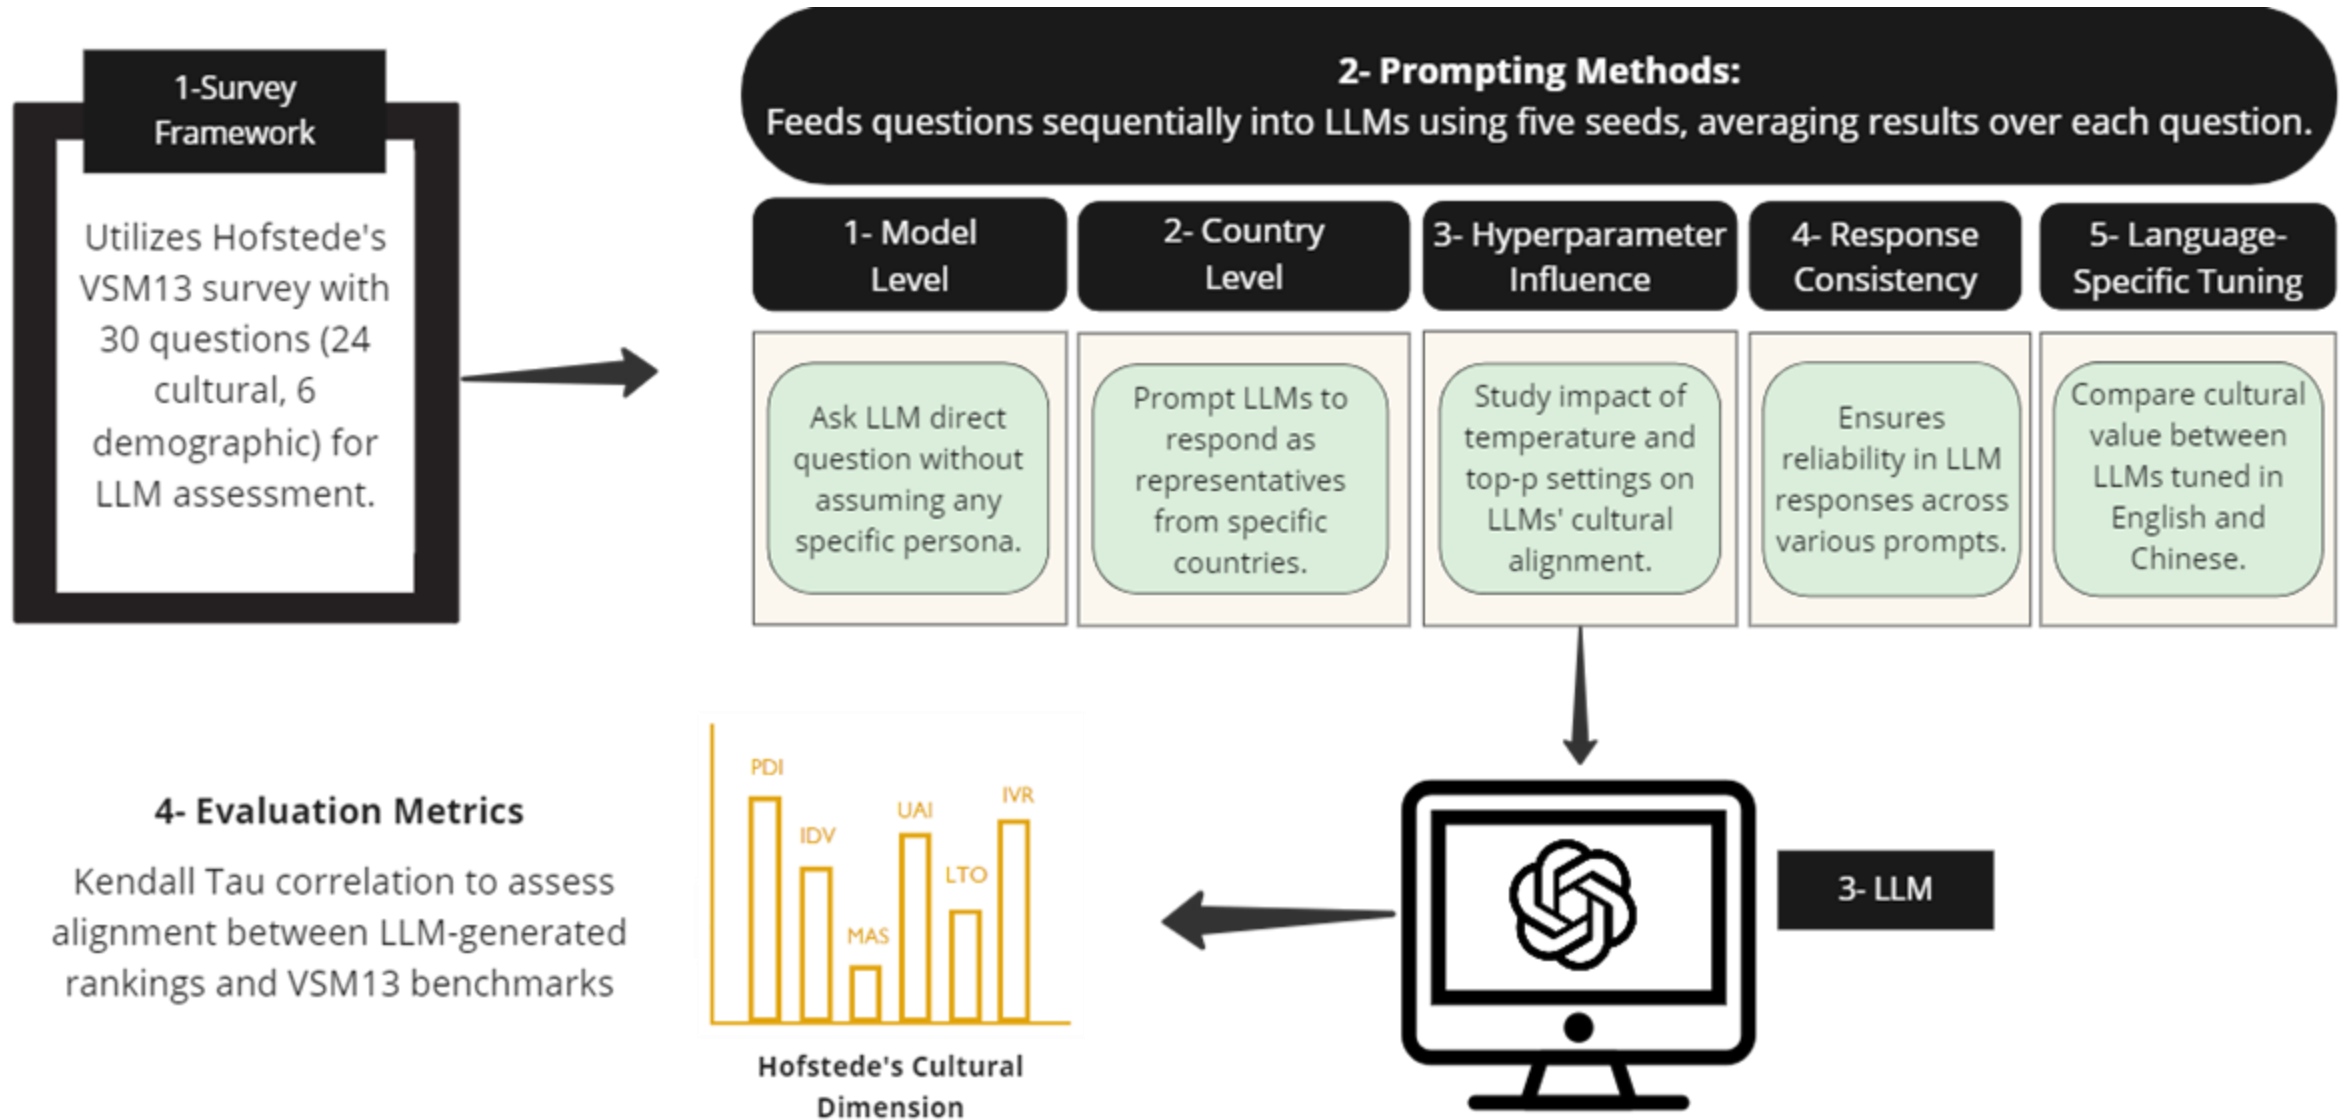 1-Survey
Framework
Utilizes Hofstede's
VSM13 survey with
30 questions (24
cultural, 6
demographic) for
LLM assessment.
2- Prompting Methods:
Feeds questions sequentially into LLMs using five seeds, averaging results over each question.
1- Model
Level
Ask LLM direct
question without
assuming any
specific persona.
2- Country
Level
Prompt LLMs to
respond as
representatives
from specific
countries.
3- Hyperparameter
Influence
Study impact of
temperature and
top-p settings on
LLMs' cultural
alignment.
4- Response
Consistency
Ensures
reliability in LLM
responses across
various prompts.
5- Language-
Specific Tuning
Compare cultural
value between
LLMs tuned in
English and
Chinese.
3- LLM
PDI
IDV
MAS
UAI
LTO
IVR
Hofstede's Cultural
Dimension
4- Evaluation Metrics
Kendall Tau correlation to assess
alignment between LLM-generated
rankings and VSM13 benchmarks